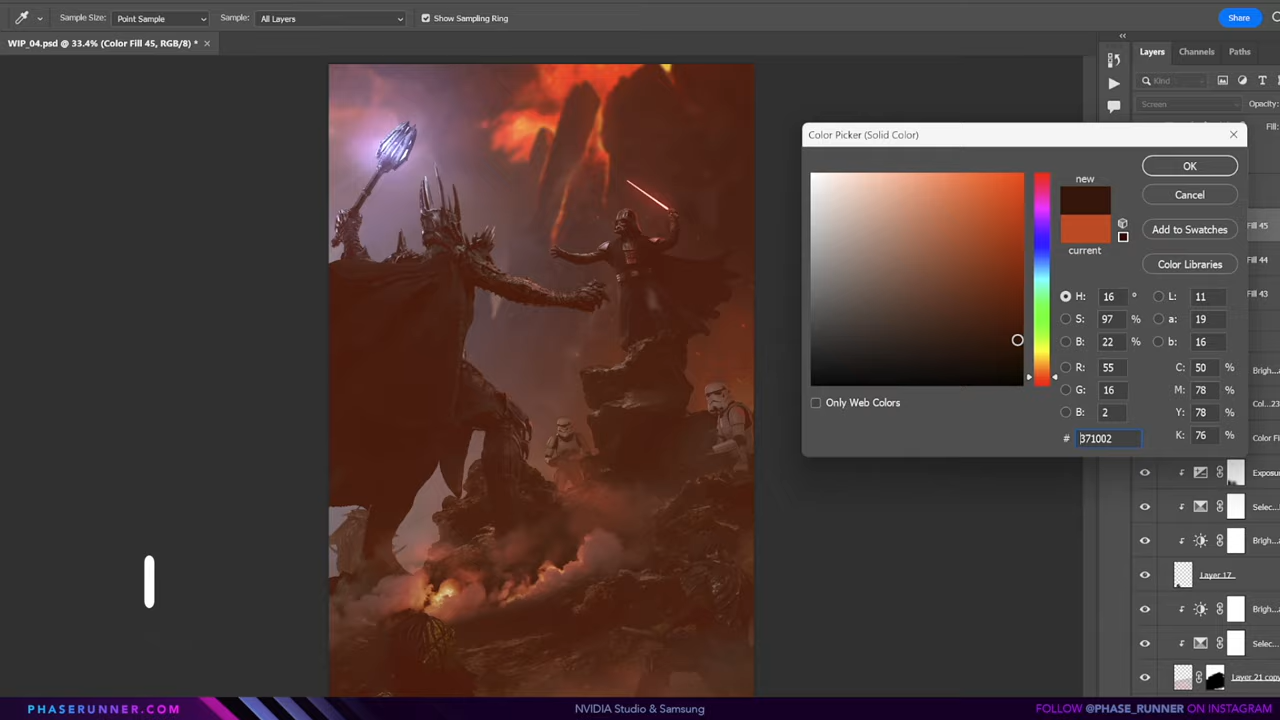 Sample Size: Point Sample Sample: All Layers Show Sampling Ring Share
WIP_04.psd @ 33.4% (Color Fill 45, RGB/8) * ×
Layers Channels Paths
Kind
Screen Opacity:
Fill:
Color Picker (Solid Color)
new
current
OK
Cancel
Add to Swatches
Color Libraries
H: 16 ° L: 11
S: 97 % a: 19
B: 22 % b: 16
R: 55 C: 50 %
G: 16 M: 78 %
B: 2 Y: 78 %
# 371002 K: 76 %
Only Web Colors
Fill 45
Fill 44
Fill 43
Col...23
Color Fi
Exposu
Selec...
Brigh...
Layer 17
Brigh...
Selec...
Layer 21 copy
PHASERUNNER.COM
NVIDIA Studio & Samsung
FOLLOW @PHASE_RUNNER ON INSTAGRAM